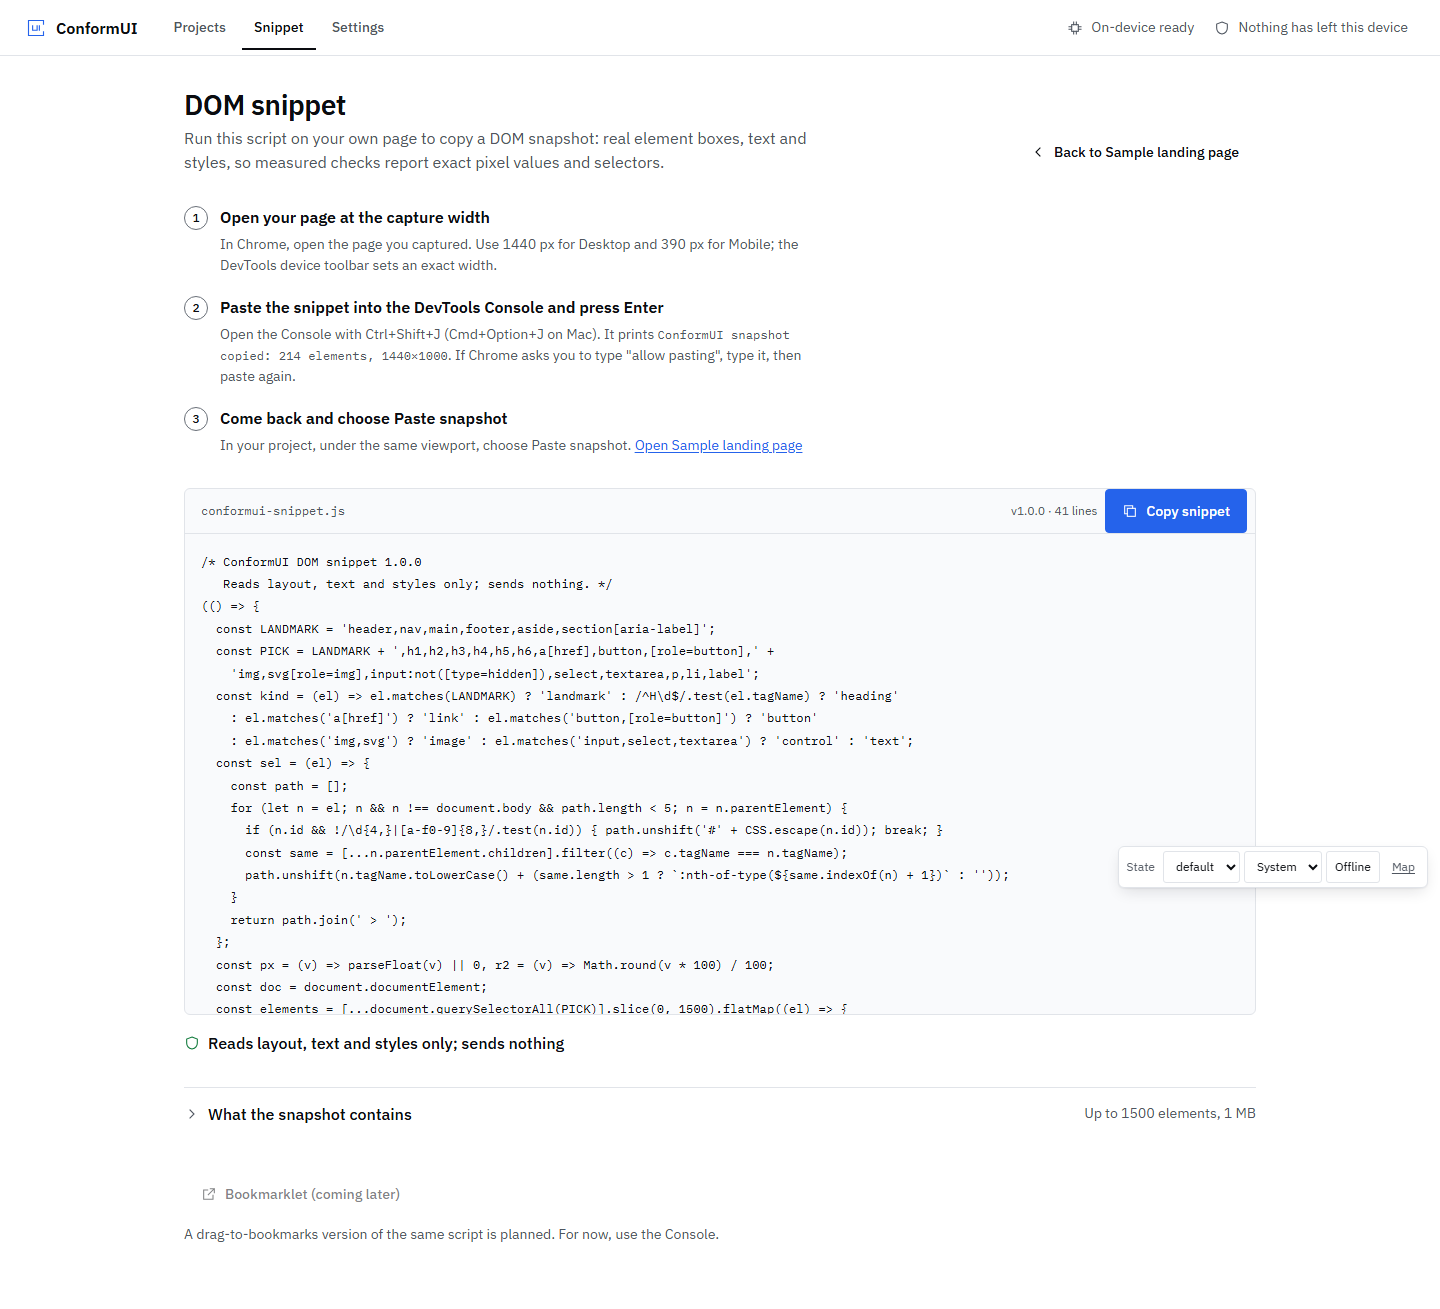 UI ConformUI Projects Snippet Settings On-device ready Nothing has left this device
DOM snippet
Run this script on your own page to copy a DOM snapshot: real element boxes, text and
styles, so measured checks report exact pixel values and selectors.
Back to Sample landing page
1 Open your page at the capture width
In Chrome, open the page you captured. Use 1440 px for Desktop and 390 px for Mobile; the
DevTools device toolbar sets an exact width.
2 Paste the snippet into the DevTools Console and press Enter
Open the Console with Ctrl+Shift+J (Cmd+Option+J on Mac). It prints ConformUI snapshot
copied: 214 elements, 1440×1000. If Chrome asks you to type "allow pasting", type it, then
paste again.
3 Come back and choose Paste snapshot
In your project, under the same viewport, choose Paste snapshot. Open Sample landing page
conformui-snippet.js v1.0.0 · 41 lines Copy snippet
/* ConformUI DOM snippet 1.0.0
   Reads layout, text and styles only; sends nothing. */
(() => {
  const LANDMARK = 'header,nav,main,footer,aside,section[aria-label]';
  const PICK = LANDMARK + ',h1,h2,h3,h4,h5,h6,a[href],button,[role=button],' +
    'img,svg[role=img],input:not([type=hidden]),select,textarea,p,li,label';
  const kind = (el) => el.matches(LANDMARK) ? 'landmark' : /^H\d$/.test(el.tagName) ? 'heading'
    : el.matches('a[href]') ? 'link' : el.matches('button,[role=button]') ? 'button'
    : el.matches('img,svg') ? 'image' : el.matches('input,select,textarea') ? 'control' : 'text';
  const sel = (el) => {
    const path = [];
    for (let n = el; n && n !== document.body && path.length < 5; n = n.parentElement) {
      if (n.id && !/\d{4,}|[a-f0-9]{8,}/.test(n.id)) { path.unshift('#' + CSS.escape(n.id)); break; }
      const same = [...n.parentElement.children].filter((c) => c.tagName === n.tagName);
      path.unshift(n.tagName.toLowerCase() + (same.length > 1 ? `:nth-of-type(${same.indexOf(n) + 1})` : ''));
    }
    return path.join(' > ');
  };
  const px = (v) => parseFloat(v) || 0, r2 = (v) => Math.round(v * 100) / 100;
  const doc = document.documentElement;
  const elements = [...document.querySelectorAll(PICK)].slice(0, 1500).flatMap((el) => {
State default System Offline Map
Reads layout, text and styles only; sends nothing
What the snapshot contains Up to 1500 elements, 1 MB
Bookmarklet (coming later)
A drag-to-bookmarks version of the same script is planned. For now, use the Console.